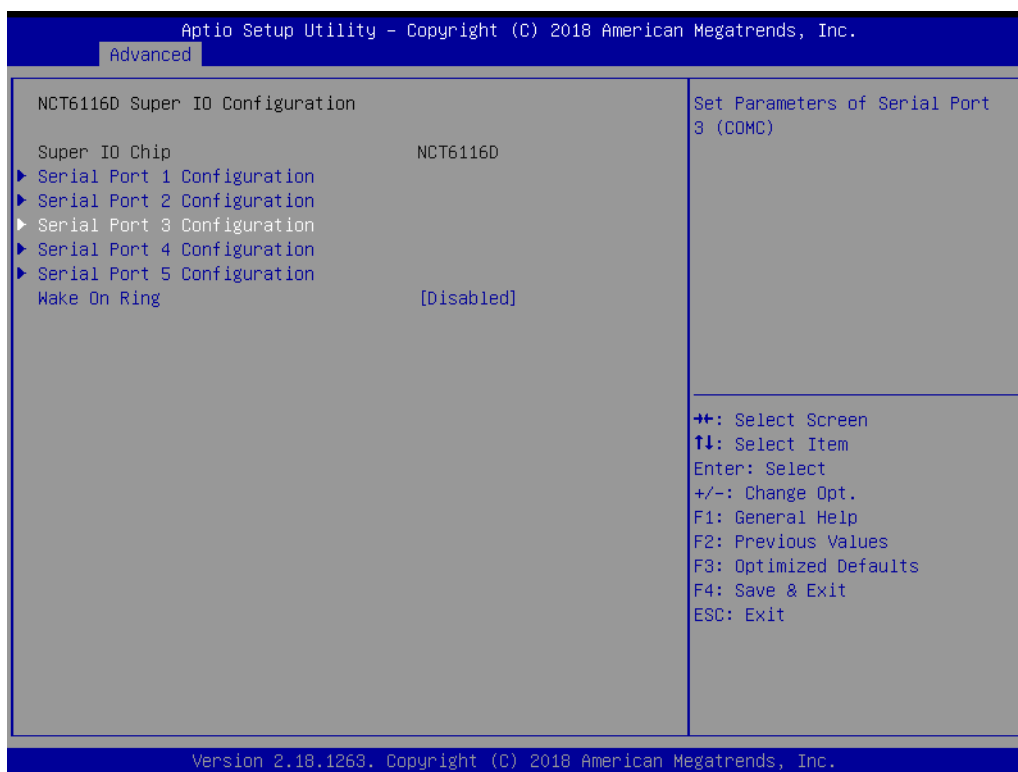 Aptio Setup Utility – Copyright (C) 2018 American Megatrends, Inc.
Advanced
NCT6116D Super IO Configuration
Super IO Chip NCT6116D
Serial Port 1 Configuration
Serial Port 2 Configuration
Serial Port 3 Configuration
Serial Port 4 Configuration
Serial Port 5 Configuration
Wake On Ring [Disabled]
Set Parameters of Serial Port
3 (COMC)
→←: Select Screen
↑↓: Select Item
Enter: Select
+/-: Change Opt.
F1: General Help
F2: Previous Values
F3: Optimized Defaults
F4: Save & Exit
ESC: Exit
Version 2.18.1263. Copyright (C) 2018 American Megatrends, Inc.